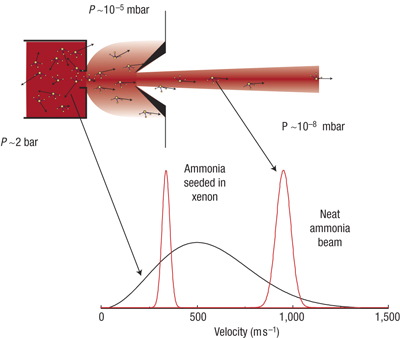 P ~10⁻⁵ mbar
P ~10⁻⁸ mbar
P ~2 bar
Ammonia
seeded in
xenon
Neat
ammonia
beam
0
500
1,000
1,500
Velocity (m s⁻¹)